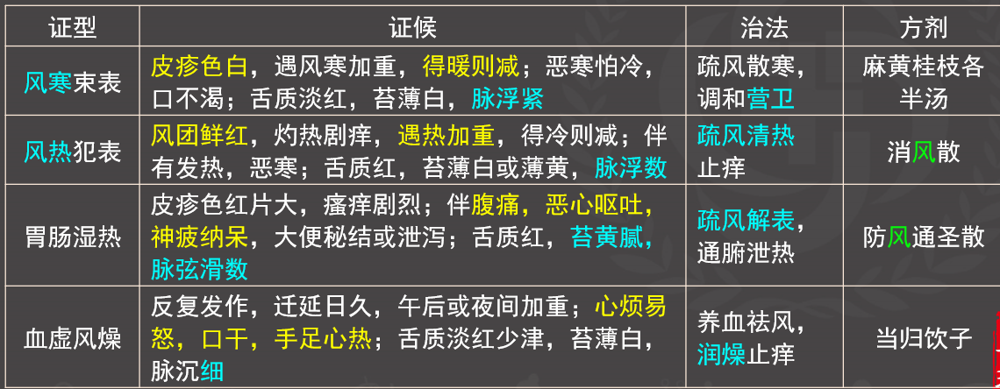 证型 证候 治法 方剂
风寒束表
皮疹色白，遇风寒加重，得暖则减；恶寒怕冷，
口不渴；舌质淡红，苔薄白，脉浮紧
疏风散寒，
调和营卫
麻黄桂枝各
半汤
风热犯表
风团鲜红，灼热剧痒，遇热加重，得冷则减；伴
有发热，恶寒；舌质红，苔薄白或薄黄，脉浮数
疏风清热
止痒
消风散
胃肠湿热
皮疹色红片大，瘙痒剧烈；伴腹痛，恶心呕吐，
神疲纳呆，大便秘结或泄泻；舌质红，苔黄腻，
脉弦滑数
疏风解表，
通腑泄热
防风通圣散
血虚风燥
反复发作，迁延日久，午后或夜间加重；心烦易
怒，口干，手足心热；舌质淡红少津，苔薄白，
脉沉细
养血祛风，
润燥止痒
当归饮子